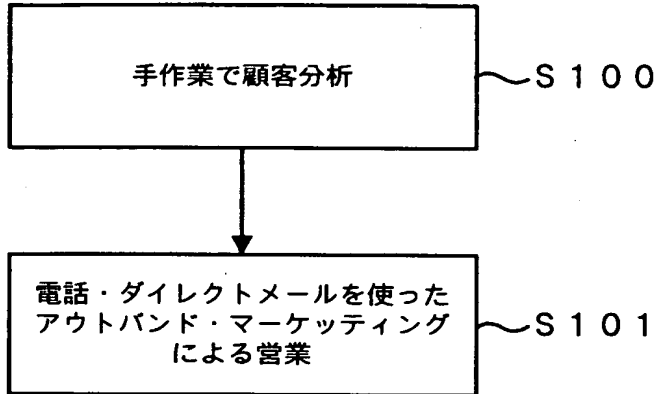 手作業で顧客分析
S100
電話・ダイレクトメールを使った
アウトバンド・マーケッティング
による営業
S101